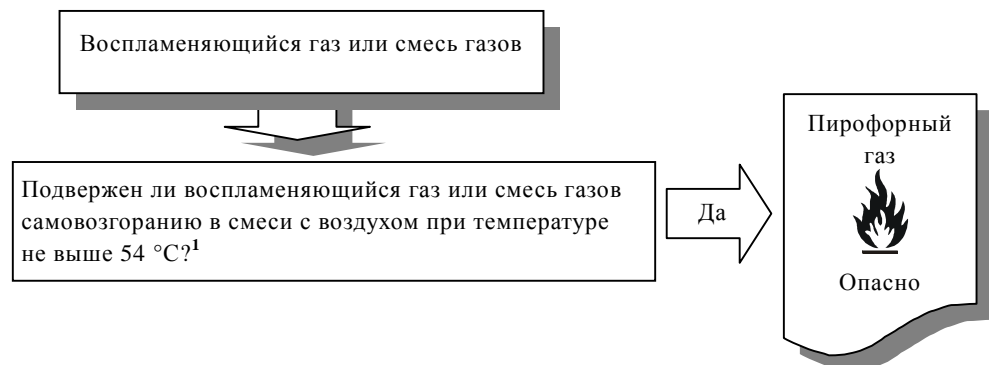 Воспламеняющийся газ или смесь газов
Подвержен ли воспламеняющийся газ или смесь газов
самовозгоранию в смеси с воздухом при температуре
не выше 54 °C?¹
Да
Пирофорный
газ
Опасно